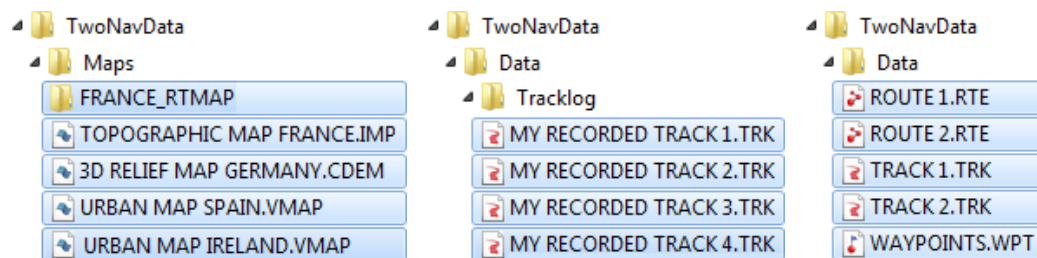 TwoNavData
Maps
FRANCE_RTMAP
TOPOGRAPHIC MAP FRANCE.IMP
3D RELIEF MAP GERMANY.CDEM
URBAN MAP SPAIN.VMAP
URBAN MAP IRELAND.VMAP
TwoNavData
Data
Tracklog
MY RECORDED TRACK 1.TRK
MY RECORDED TRACK 2.TRK
MY RECORDED TRACK 3.TRK
MY RECORDED TRACK 4.TRK
TwoNavData
Data
ROUTE 1.RTE
ROUTE 2.RTE
TRACK 1.TRK
TRACK 2.TRK
WAYPOINTS.WPT